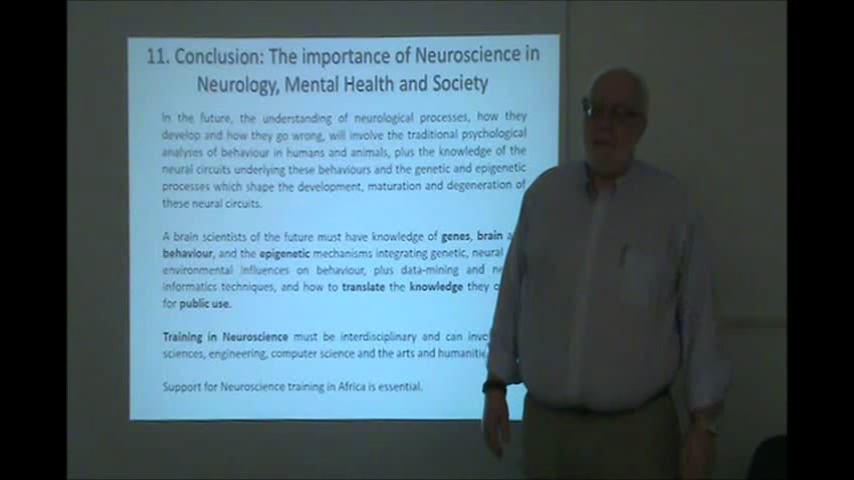 11. Conclusion: The importance of Neuroscience in
Neurology, Mental Health and Society
In the future, the understanding of neurological processes, how they
develop and how they go wrong, will involve the traditional psychological
analyses of behaviour in humans and animals, plus the knowledge of the
neural circuits underlying these behaviours and the genetic and epigenetic
processes which shape the development, maturation and degeneration of
these neural circuits.
A brain scientists of the future must have knowledge of genes, brain
behaviour, and the epigenetic mechanisms integrating genetic, neural
environmental influences on behaviour, plus data-mining and
informatics techniques, and how to translate the knowledge they
for public use.
Training in Neuroscience must be interdisciplinary and can
sciences, engineering, computer science and the arts and
Support for Neuroscience training in Africa is essential.